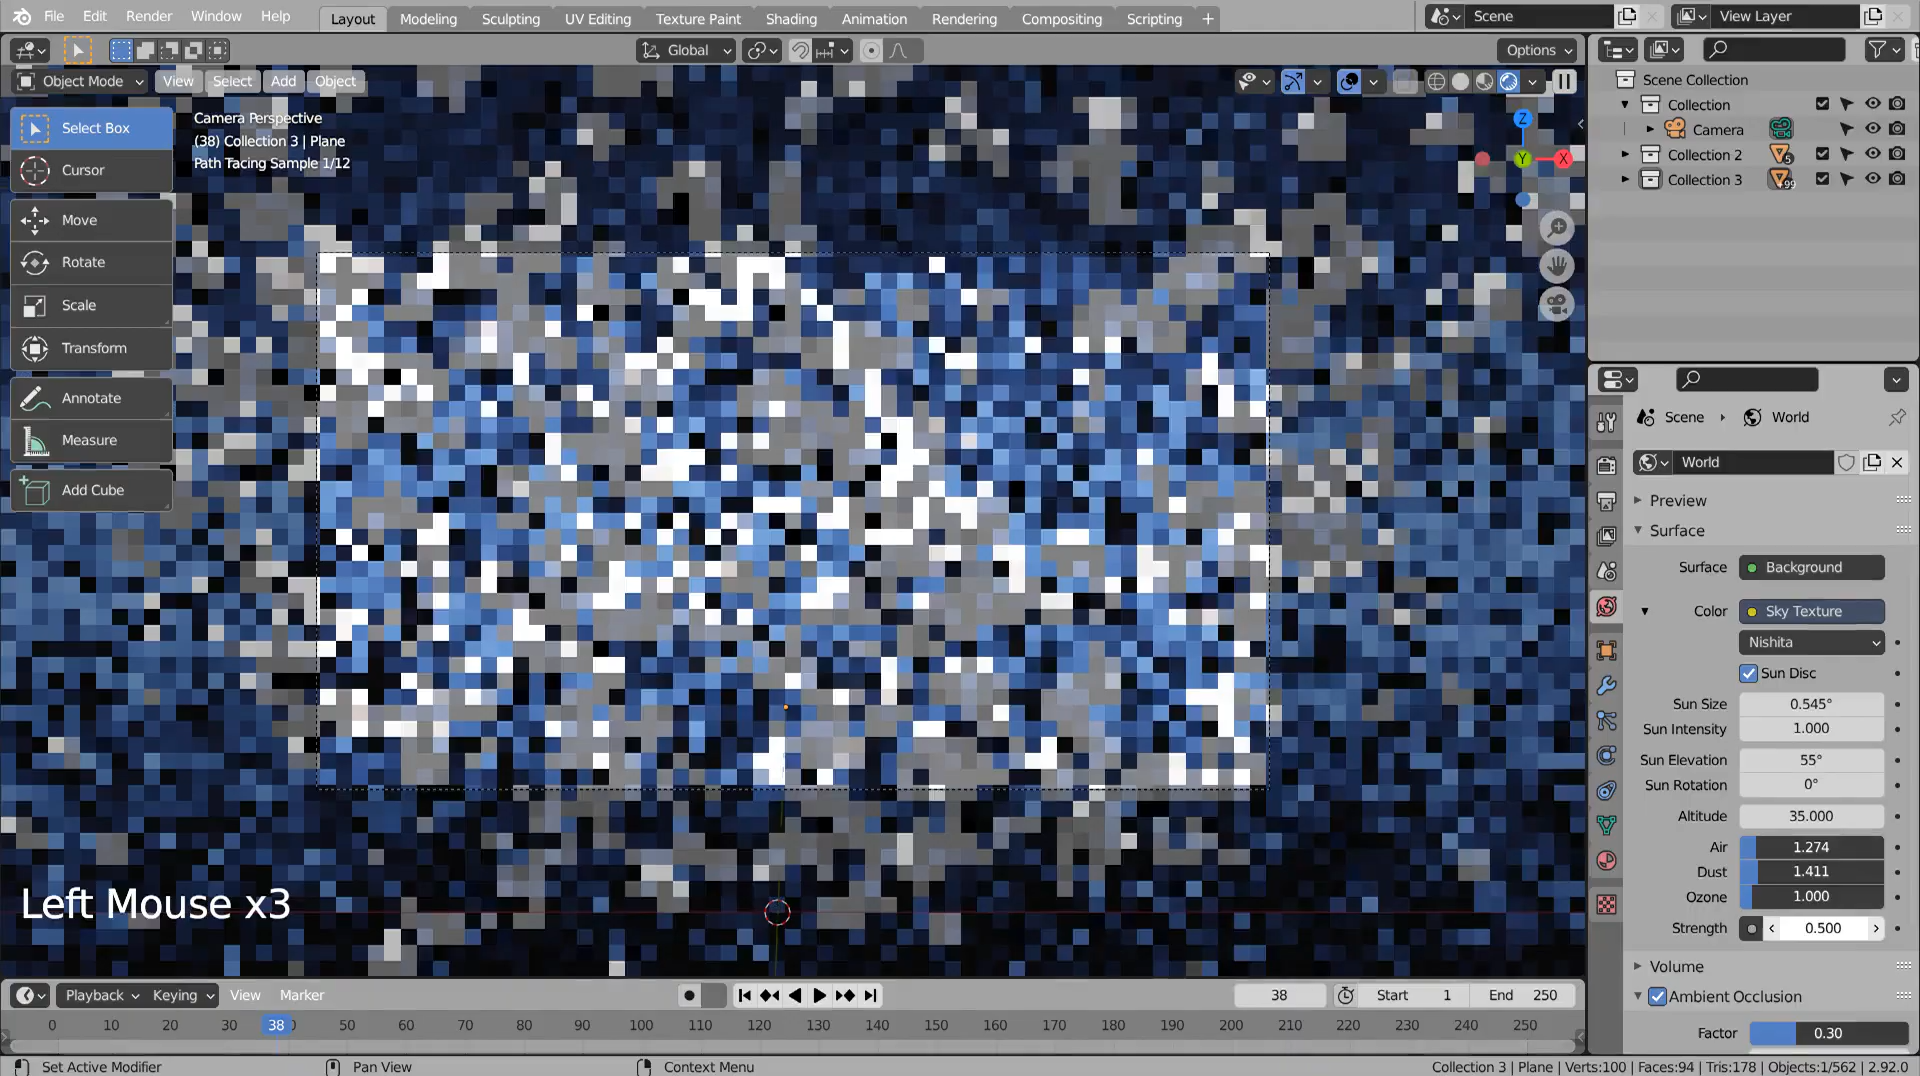 File Edit Render Window Help Layout Modeling Sculpting UV Editing Texture Paint Shading Animation Rendering Compositing Scripting + Scene View Layer
Global Options
Object Mode View Select Add Object
Scene Collection
Collection
Camera
Collection 2 5
Collection 3 +99
Select Box
Cursor
Move
Rotate
Scale
Transform
Annotate
Measure
Add Cube
Camera Perspective
(38) Collection 3 | Plane
Path Tacing Sample 1/12
Z
Y
X
Left Mouse x3
Scene World
World
Preview
Surface
Surface Background
Color Sky Texture
Nishita
Sun Disc
Sun Size 0.545°
Sun Intensity 1.000
Sun Elevation 55°
Sun Rotation 0°
Altitude 35.000
Air 1.274
Dust 1.411
Ozone 1.000
Strength 0.500
Volume
Ambient Occlusion
Factor 0.30
Playback Keying View Marker 38 Start 1 End 250
0 10 20 30 38 50 60 70 80 90 100 110 120 130 140 150 160 170 180 190 200 210 220 230 240 250
Set Active Modifier Pan View Context Menu Collection 3 | Plane | Verts:100 | Faces:94 | Tris:178 | Objects:1/562 | 2.92.0